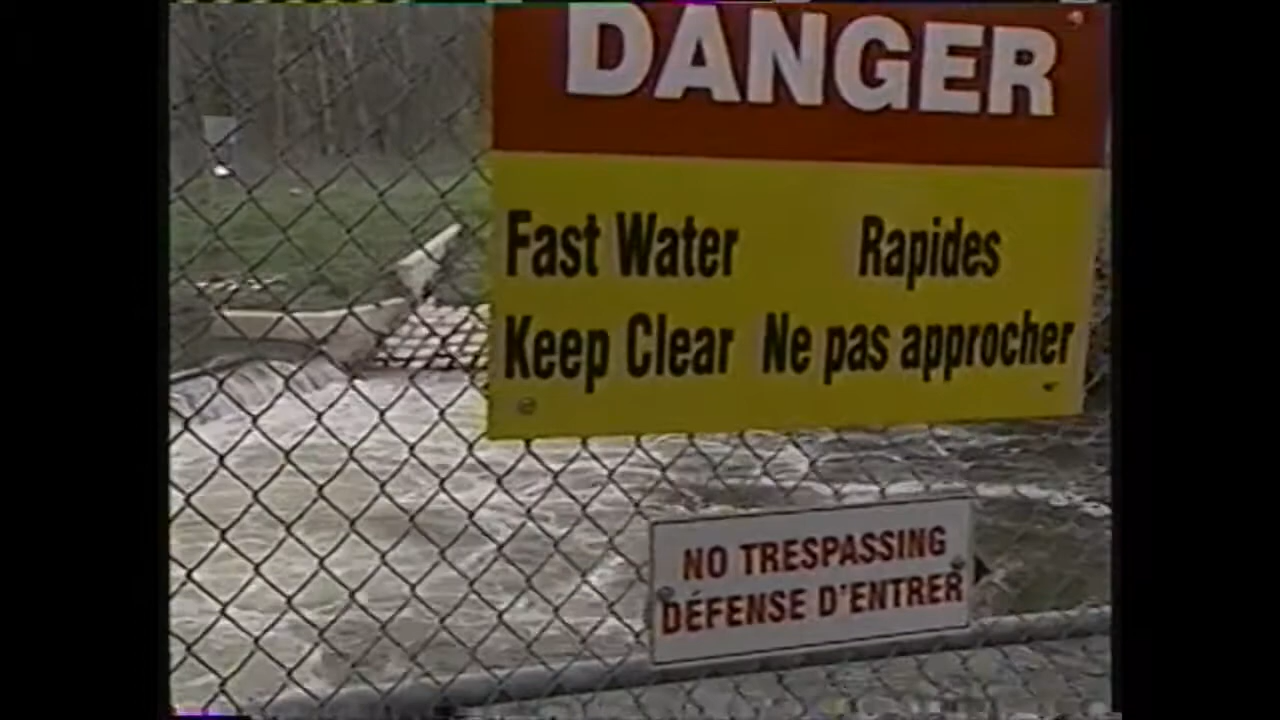 DANGER
Fast Water Rapides
Keep Clear Ne pas approcher
NO TRESPASSING
DÉFENSE D'ENTRER